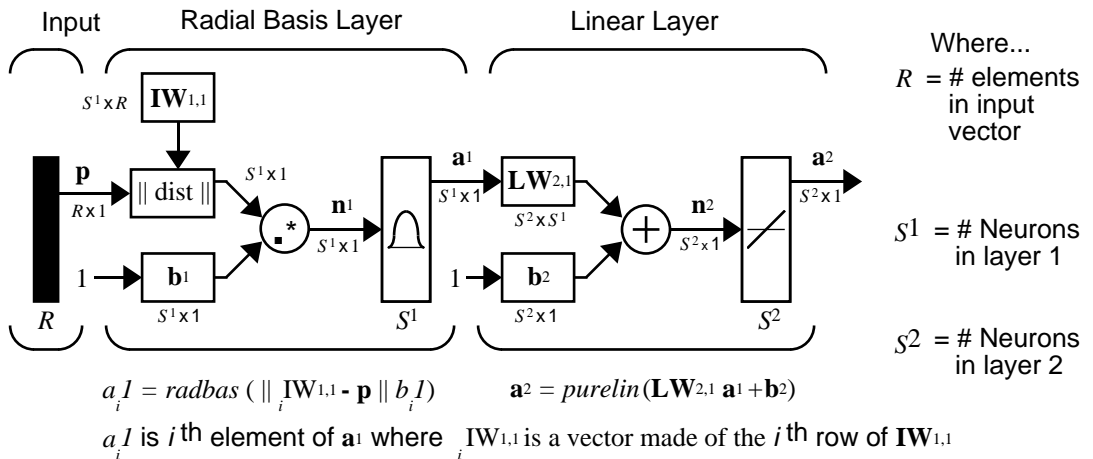 Input
Radial Basis Layer
Linear Layer
Where...
R = # elements
in input
vector
S¹ x R
IW1,1
p
R x 1
|| dist ||
S¹ x 1
1
b1
S¹ x 1
.*
n1
S¹ x 1
a1
S¹ x 1
LW2,1
S² x S¹
1
b2
S² x 1
+
n2
S² x 1
a2
S² x 1
S1 = # Neurons
in layer 1
S2 = # Neurons
in layer 2
R
S1
S2
ai1 = radbas ( || iIW1,1 - p || bi1)
a2 = purelin (LW2,1 a1 +b2)
ai1 is i th element of a1 where iIW1,1 is a vector made of the i th row of IW1,1